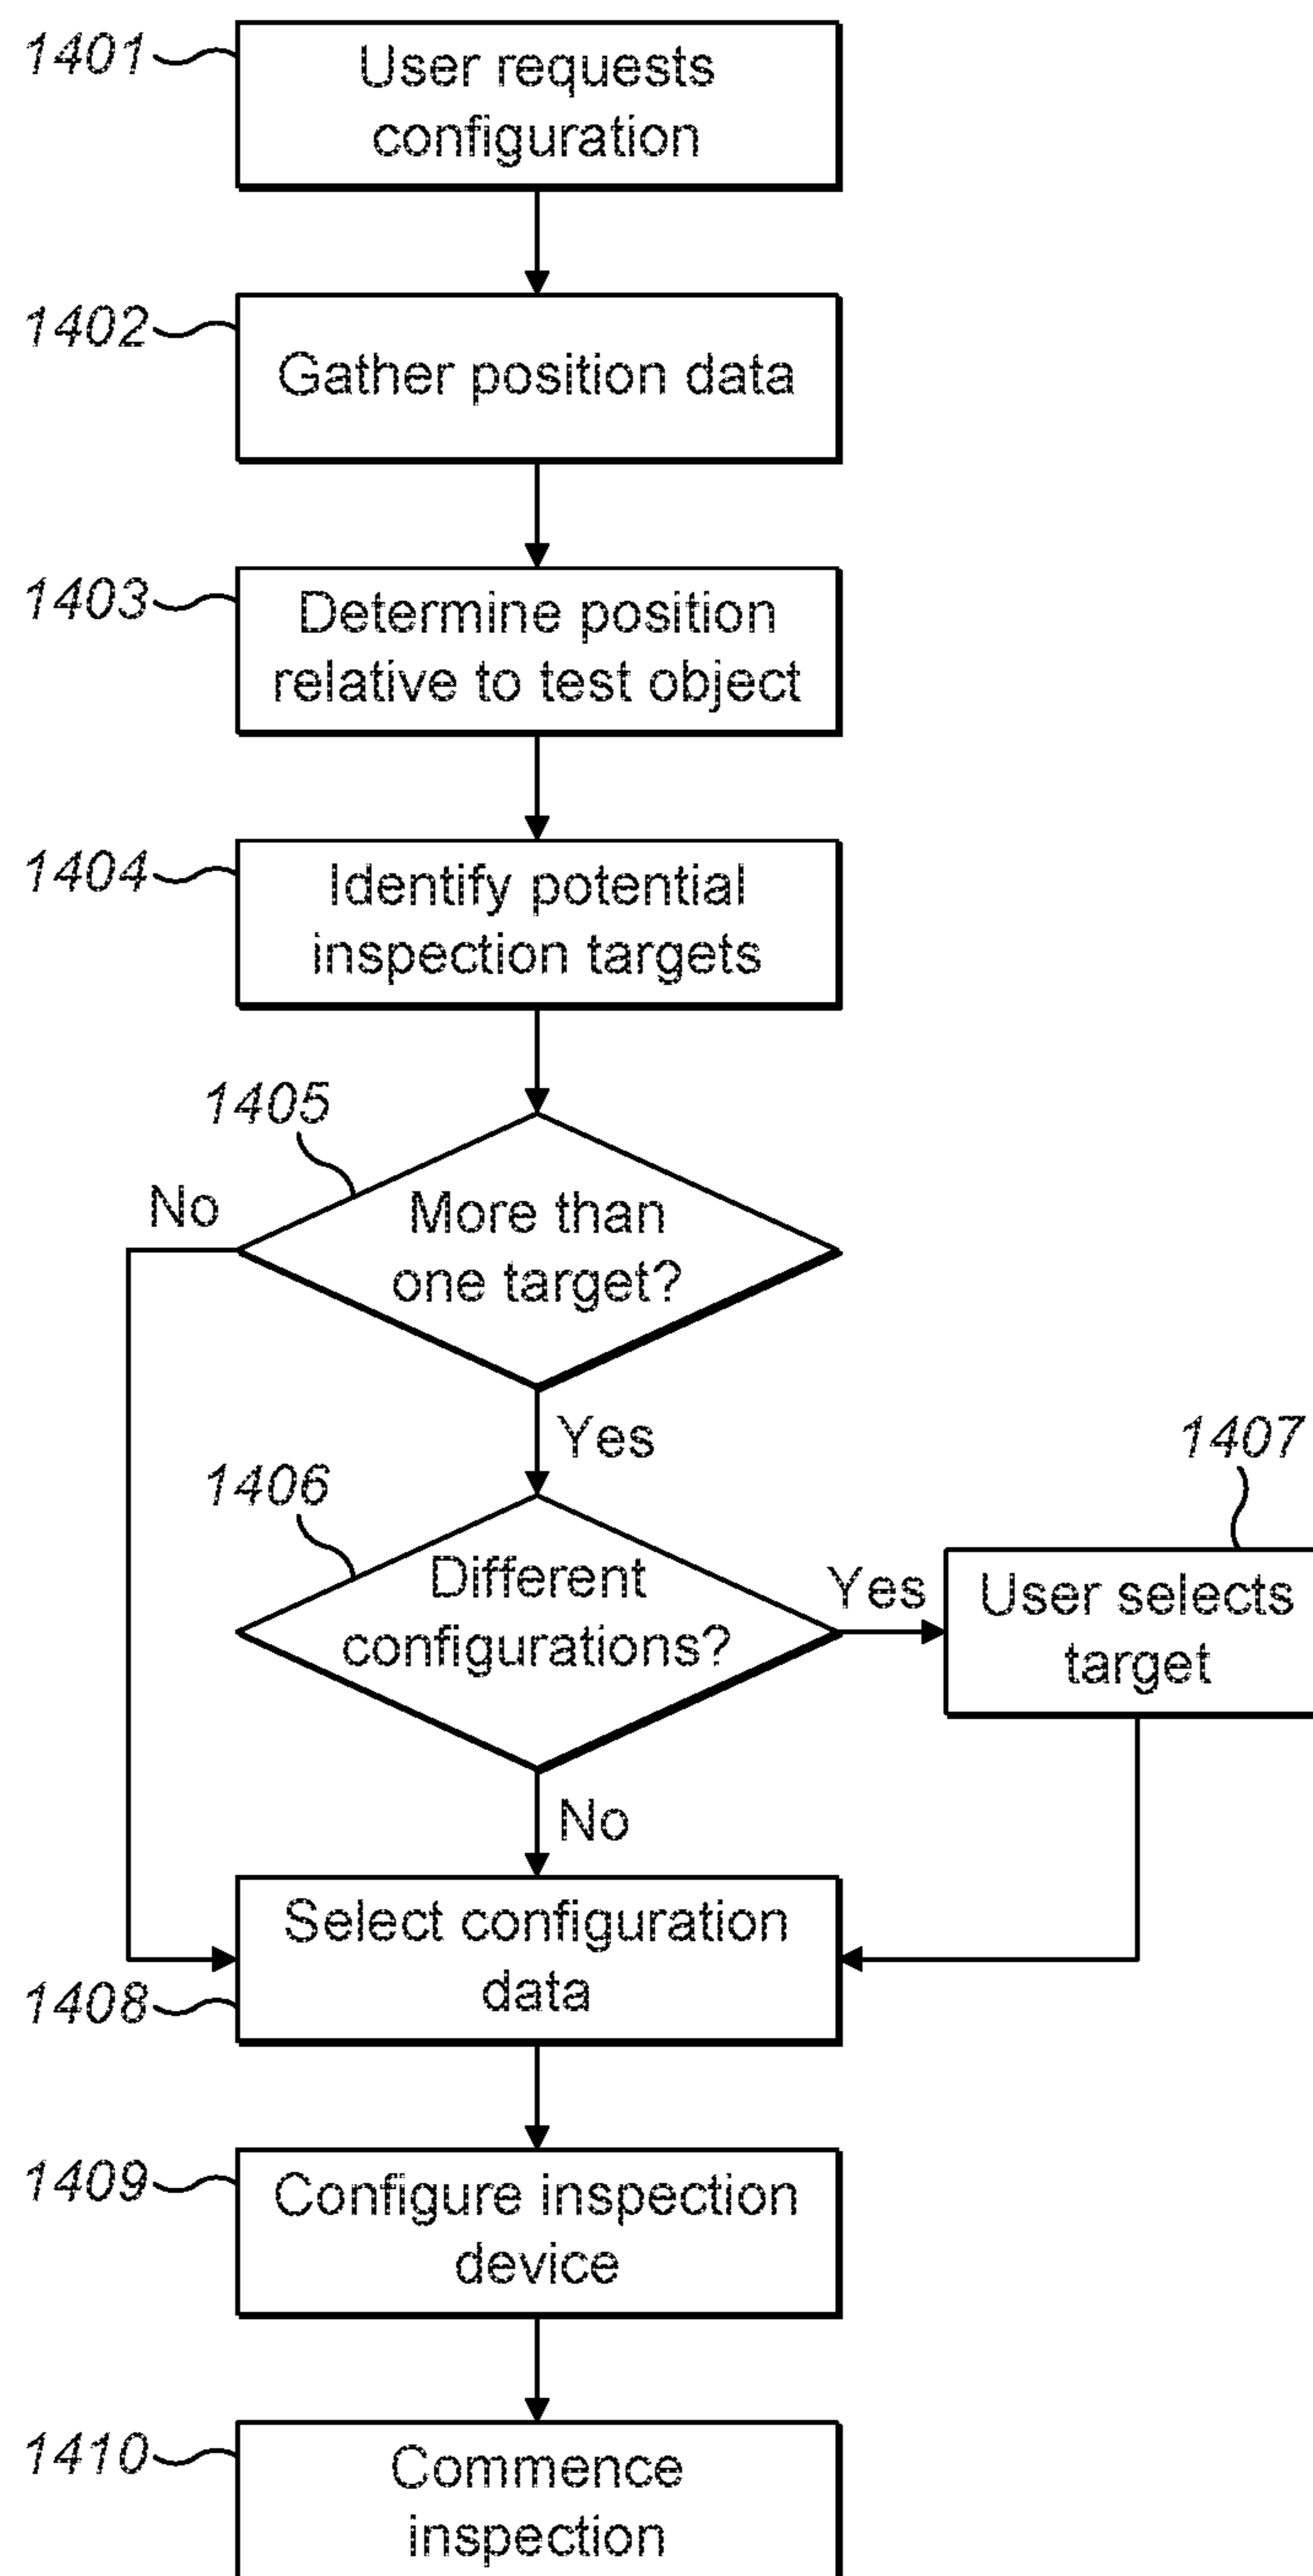 1401
User requests
configuration
1402
Gather position data
1403
Determine position
relative to test object
1404
Identify potential
inspection targets
1405
No
More than
one target?
Yes
1406
Different
configurations?
Yes
1407
User selects
target
No
Select configuration
data
1408
1409
Configure inspection
device
1410
Commence
inspection